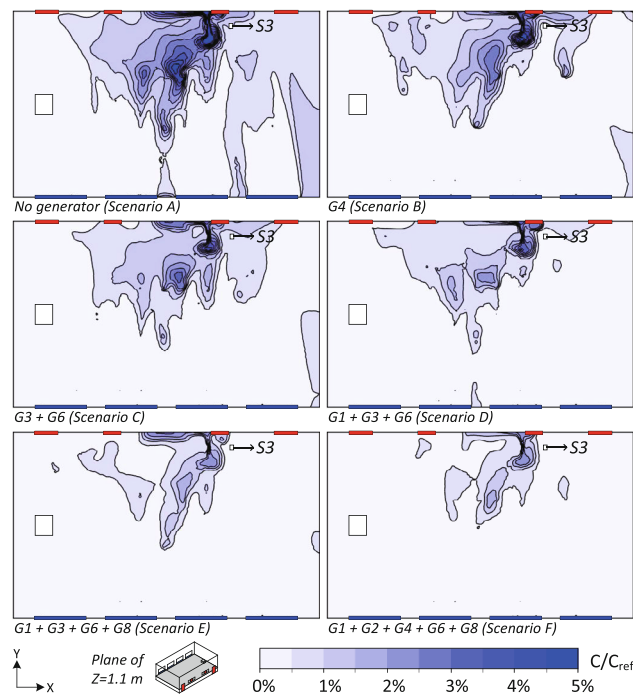 S3
S3
No generator (Scenario A)
G4 (Scenario B)
S3
S3
G3 + G6 (Scenario C)
G1 + G3 + G6 (Scenario D)
S3
S3
G1 + G3 + G6 + G8 (Scenario E)
G1 + G2 + G4 + G6 + G8 (Scenario F)
Y
X
Plane of
Z=1.1 m
C/Cref
0% 1% 2% 3% 4% 5%